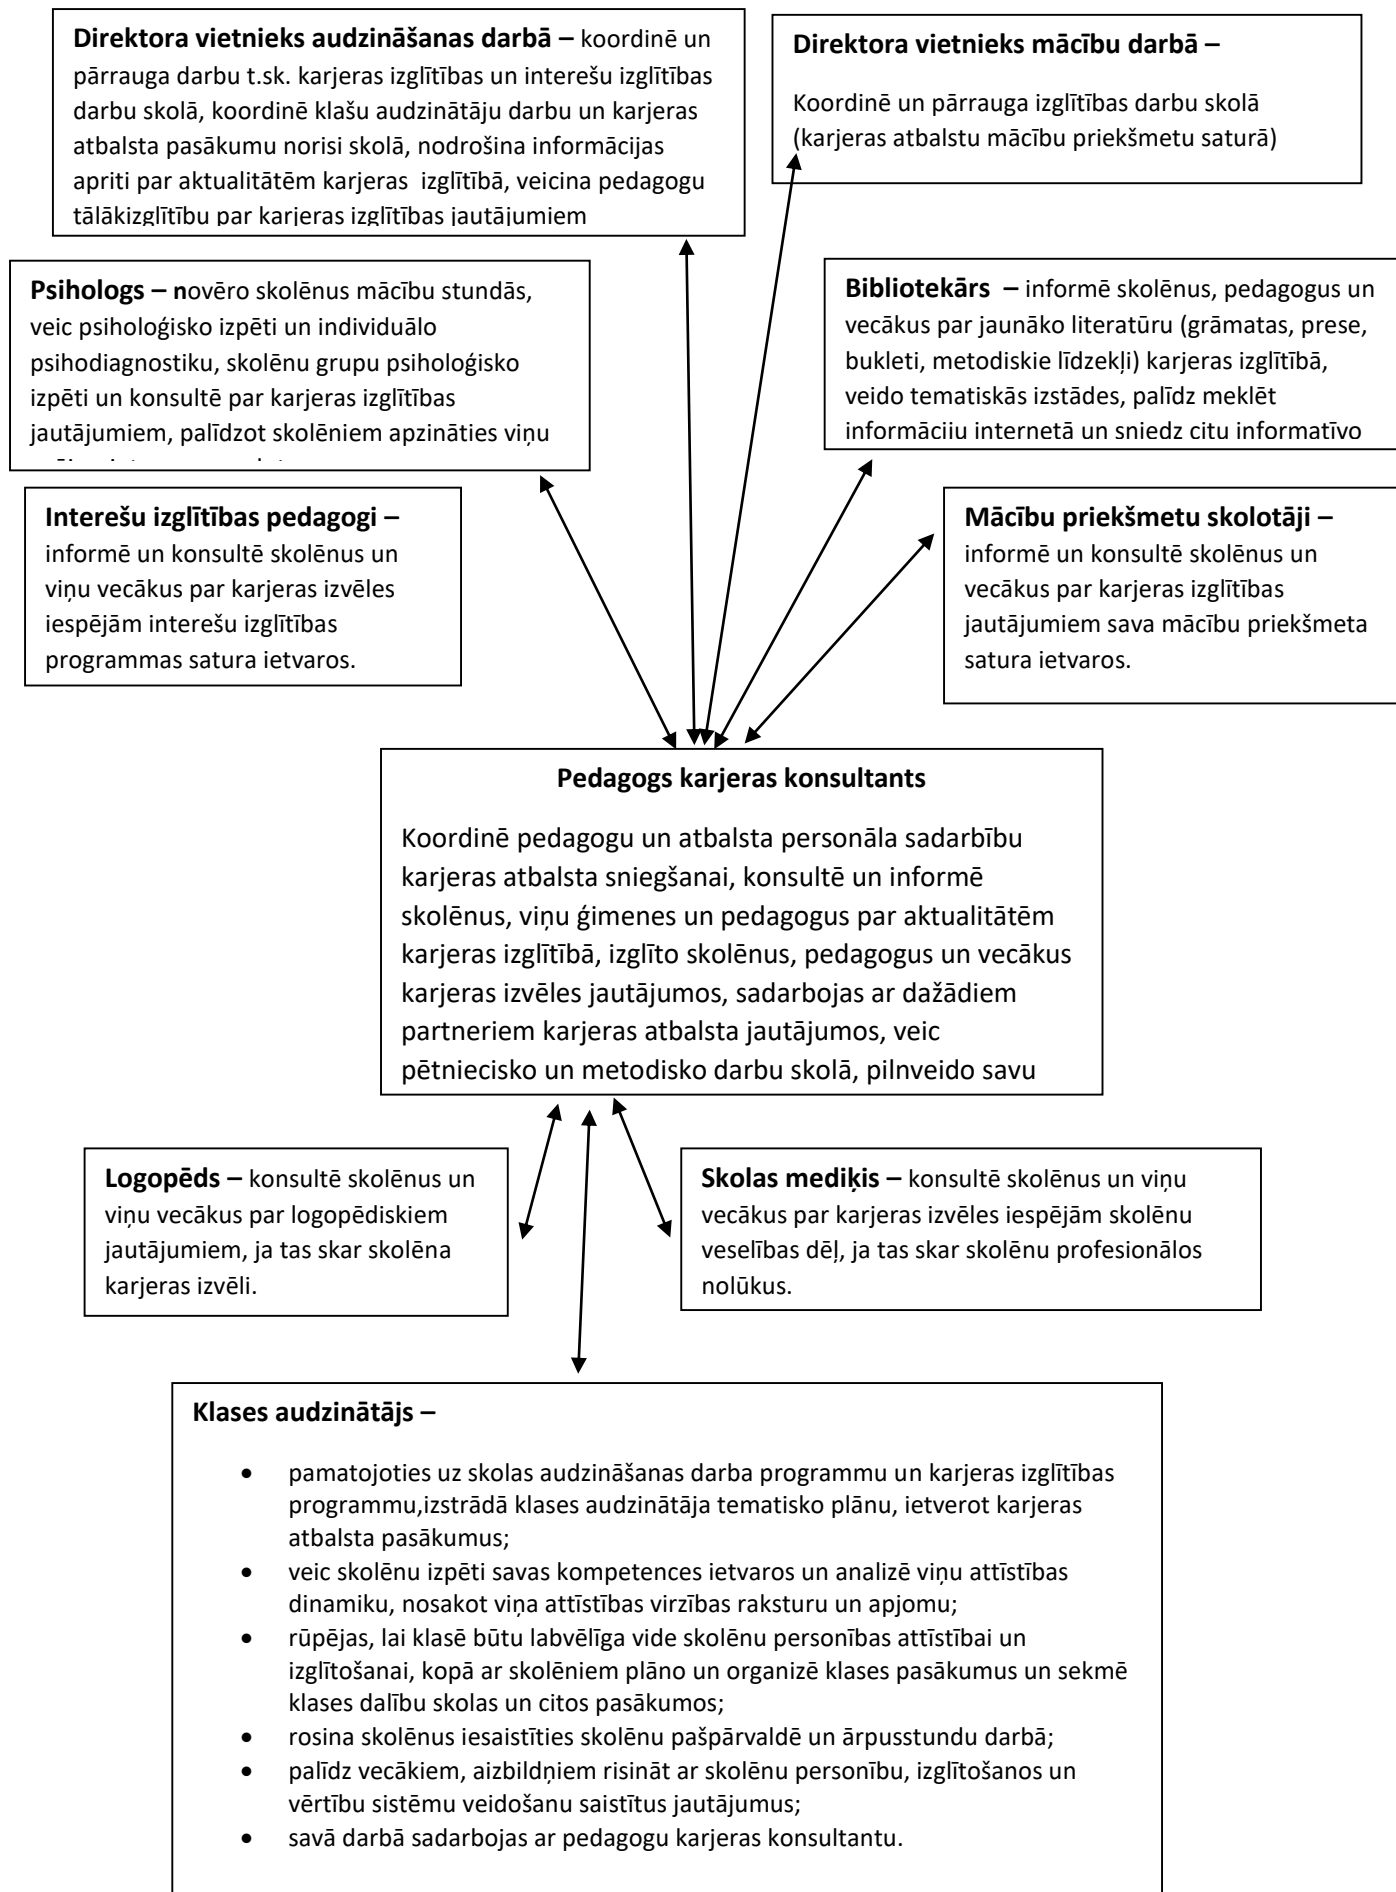 Direktora vietnieks audzināšanas darbā – koordinē un
pārrauga darbu t.sk. karjeras izglītības un interešu izglītības
darbu skolā, koordinē klašu audzinātāju darbu un karjeras
atbalsta pasākumu norisi skolā, nodrošina informācijas
apriti par aktualitātēm karjeras izglītībā, veicina pedagogu
tālākizglītību par karjeras izglītības jautājumiem
Direktora vietnieks mācību darbā –
Koordinē un pārrauga izglītības darbu skolā
(karjeras atbalstu mācību priekšmetu saturā)
Psihologs – novēro skolēnus mācību stundās,
veic psiholoģisko izpēti un individuālo
psihodiagnostiku, skolēnu grupu psiholoģisko
izpēti un konsultē par karjeras izglītības
jautājumiem, palīdzot skolēniem apzināties viņu
Bibliotekārs – informē skolēnus, pedagogus un
vecākus par jaunāko literatūru (grāmatas, prese,
bukleti, metodiskie līdzekļi) karjeras izglītībā,
veido tematiskās izstādes, palīdz meklēt
informāciju internetā un sniedz citu informatīvo
Interešu izglītības pedagogi –
informē un konsultē skolēnus un
viņu vecākus par karjeras izvēles
iespējām interešu izglītības
programmas satura ietvaros.
Mācību priekšmetu skolotāji –
informē un konsultē skolēnus un
vecākus par karjeras izglītības
jautājumiem sava mācību priekšmeta
satura ietvaros.
Pedagogs karjeras konsultants
Koordinē pedagogu un atbalsta personāla sadarbību
karjeras atbalsta sniegšanai, konsultē un informē
skolēnus, viņu ģimenes un pedagogus par aktualitātēm
karjeras izglītībā, izglīto skolēnus, pedagogus un vecākus
karjeras izvēles jautājumos, sadarbojas ar dažādiem
partneriem karjeras atbalsta jautājumos, veic
pētniecisko un metodisko darbu skolā, pilnveido savu
Logopēds – konsultē skolēnus un
viņu vecākus par logopēdiskiem
jautājumiem, ja tas skar skolēna
karjeras izvēli.
Skolas mediķis – konsultē skolēnus un viņu
vecākus par karjeras izvēles iespējām skolēnu
veselības dēļ, ja tas skar skolēnu profesionālos
nolūkus.
Klases audzinātājs –
• pamatojoties uz skolas audzināšanas darba programmu un karjeras izglītības
programmu,izstrādā klases audzinātāja tematisko plānu, ietverot karjeras
atbalsta pasākumus;
• veic skolēnu izpēti savas kompetences ietvaros un analizē viņu attīstības
dinamiku, nosakot viņa attīstības virzības raksturu un apjomu;
• rūpējas, lai klasē būtu labvēlīga vide skolēnu personības attīstībai un
izglītošanai, kopā ar skolēniem plāno un organizē klases pasākumus un sekmē
klases dalību skolas un citos pasākumos;
• rosina skolēnus iesaistīties skolēnu pašpārvaldē un ārpusstundu darbā;
• palīdz vecākiem, aizbildņiem risināt ar skolēnu personību, izglītošanos un
vērtību sistēmu veidošanu saistītus jautājumus;
• savā darbā sadarbojas ar pedagogu karjeras konsultantu.